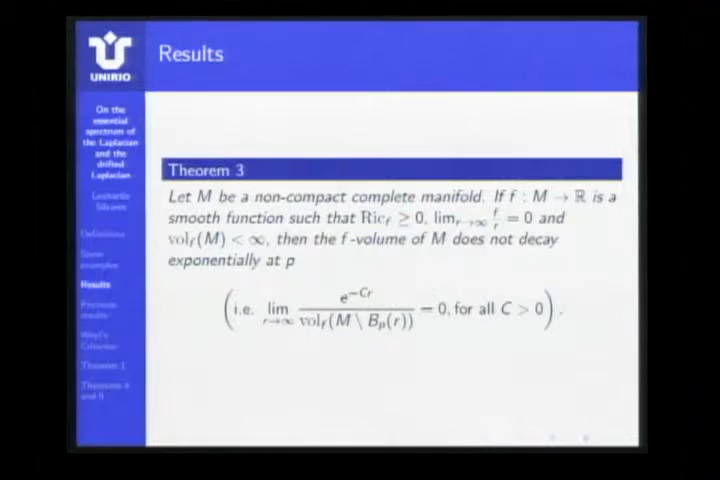 Results
UNIRIO
On the
essential
spectrum of
the Laplacian
and the
drifted
Laplacian
Leonardo
Silvares
Definitions
Some
examples
Results
Previous
results
Weyl's
Criterion
Theorem 1
Theorems 4
Theorem 3
Let M be a non-compact complete manifold. If f : M → ℝ is a
smooth function such that Ric_f ≥ 0, lim_{r→∞} f/r = 0 and
vol_f(M) < ∞, then the f-volume of M does not decay
exponentially at p
(i.e. lim_{r→∞} e^{-Cr} / vol_f(M \ B_p(r)) = 0, for all C > 0).